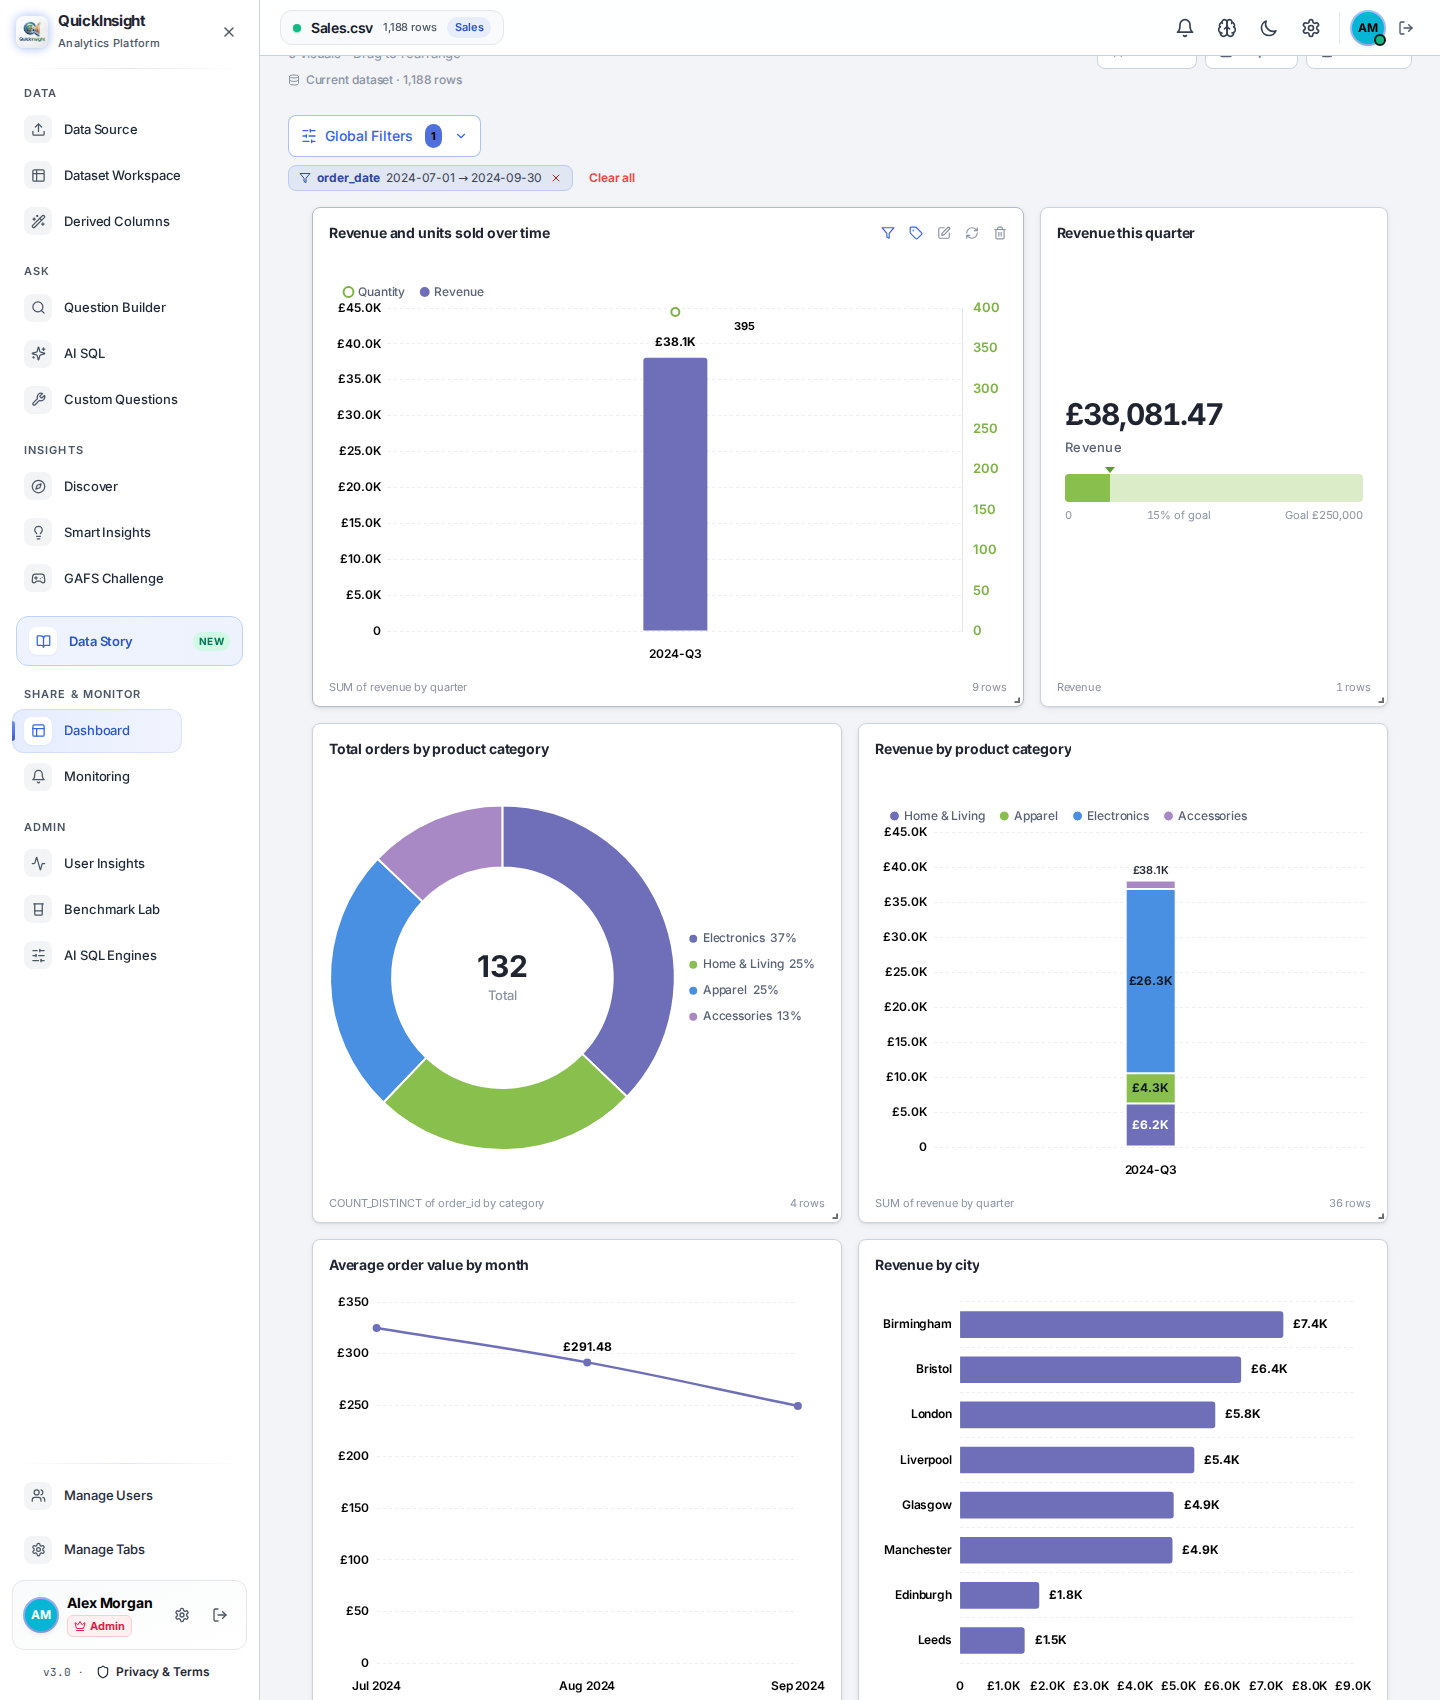 QuickInsight
Analytics Platform
DATA
Data Source
Dataset Workspace
Derived Columns
ASK
Question Builder
AI SQL
Custom Questions
INSIGHTS
Discover
Smart Insights
GAFS Challenge
Data Story NEW
SHARE & MONITOR
Dashboard
Monitoring
ADMIN
User Insights
Benchmark Lab
AI SQL Engines
Manage Users
Manage Tabs
AM Alex Morgan
Admin
v3.0 · Privacy & Terms
Sales.csv 1,188 rows Sales
AM
Current dataset · 1,188 rows
Global Filters 1
order_date 2024-07-01 → 2024-09-30 Clear all
Revenue and units sold over time
Quantity Revenue
£45.0K 400
395
£40.0K £38.1K 350
£35.0K
300
£30.0K
250
£25.0K
£20.0K 200
£15.0K 150
£10.0K 100
£5.0K 50
0 0
2024-Q3
SUM of revenue by quarter 9 rows
Revenue this quarter
£38,081.47
Revenue
0 15% of goal Goal £250,000
Revenue 1 rows
Total orders by product category
132
Total
Electronics 37%
Home & Living 25%
Apparel 25%
Accessories 13%
COUNT_DISTINCT of order_id by category 4 rows
Revenue by product category
Home & Living Apparel Electronics Accessories
£45.0K
£40.0K £38.1K
£35.0K
£30.0K
£25.0K £26.3K
£20.0K
£15.0K
£10.0K £4.3K
£5.0K £6.2K
0
2024-Q3
SUM of revenue by quarter 36 rows
Average order value by month
£350
£300 £291.48
£250
£200
£150
£100
£50
0
Jul 2024 Aug 2024 Sep 2024
Revenue by city
Birmingham £7.4K
Bristol £6.4K
London £5.8K
Liverpool £5.4K
Glasgow £4.9K
Manchester £4.9K
Edinburgh £1.8K
Leeds £1.5K
0 £1.0K £2.0K £3.0K £4.0K £5.0K £6.0K £7.0K £8.0K £9.0K